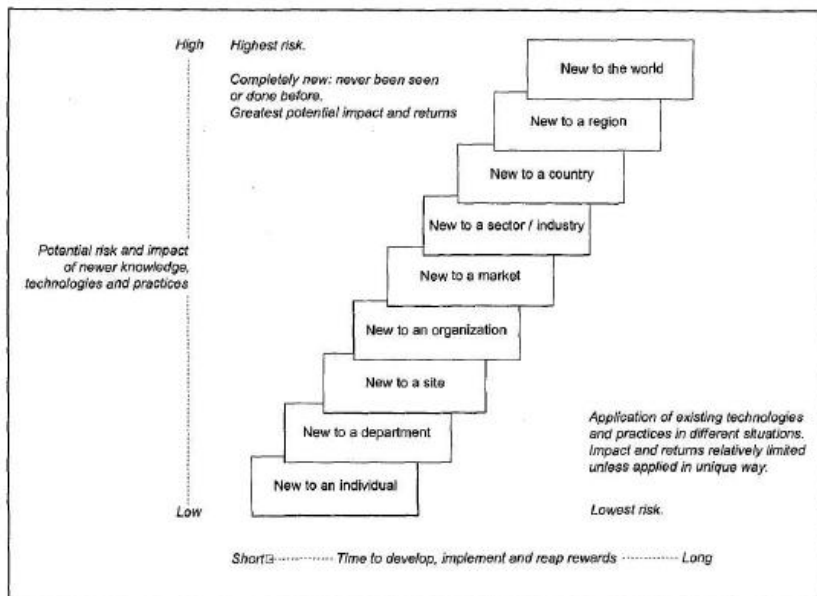 High
Highest risk.
Completely new: never been seen
or done before.
Greatest potential impact and returns
New to the world
New to a region
New to a country
New to a sector / industry
Potential risk and impact
of newer knowledge,
technologies and practices
New to a market
New to an organization
New to a site
New to a department
New to an individual
Application of existing technologies
and practices in different situations.
Impact and returns relatively limited
unless applied in unique way.
Low
Lowest risk.
Short Time to develop, implement and reap rewards Long